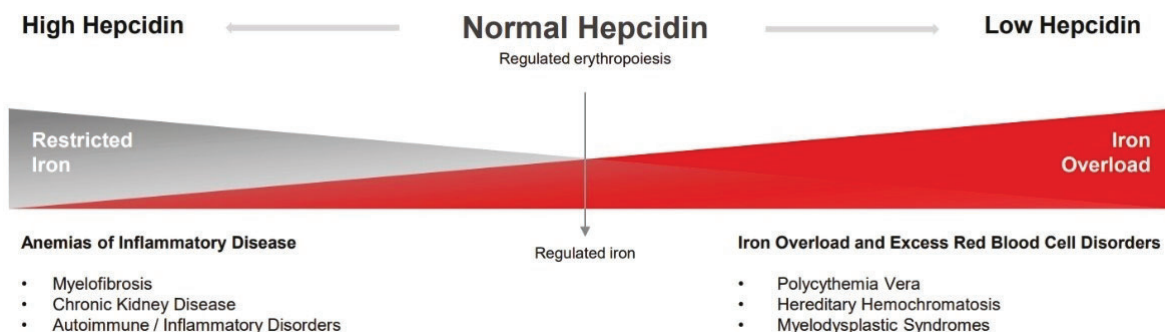 High Hepcidin
Normal Hepcidin
Low Hepcidin
Regulated erythropoiesis
Restricted
Iron
Iron
Overload
Anemias of Inflammatory Disease
• Myelofibrosis
• Chronic Kidney Disease
• Autoimmune / Inflammatory Disorders
Regulated iron
Iron Overload and Excess Red Blood Cell Disorders
• Polycythemia Vera
• Hereditary Hemochromatosis
• Myelodysplastic Syndromes